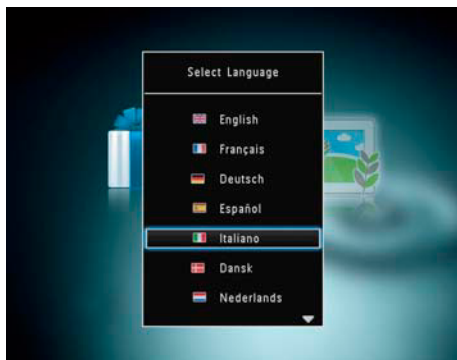 Select Language
English
Français
Deutsch
Español
Italiano
Dansk
Nederlands